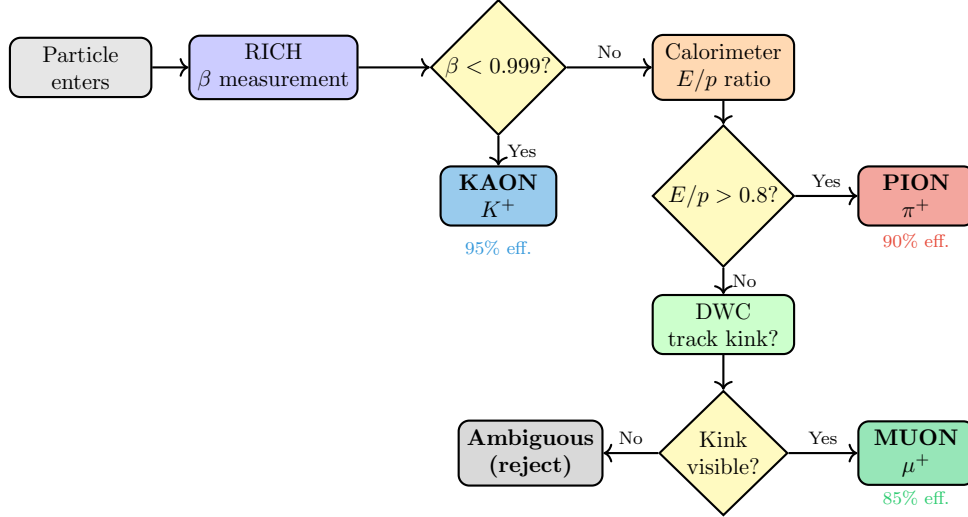 Particle
enters
RICH
β measurement
β < 0.999?
No
Calorimeter
E/p ratio
Yes
KAON
K⁺
95% eff.
E/p > 0.8?
Yes
PION
π⁺
90% eff.
No
DWC
track kink?
Ambiguous
(reject)
No
Kink
visible?
Yes
MUON
μ⁺
85% eff.